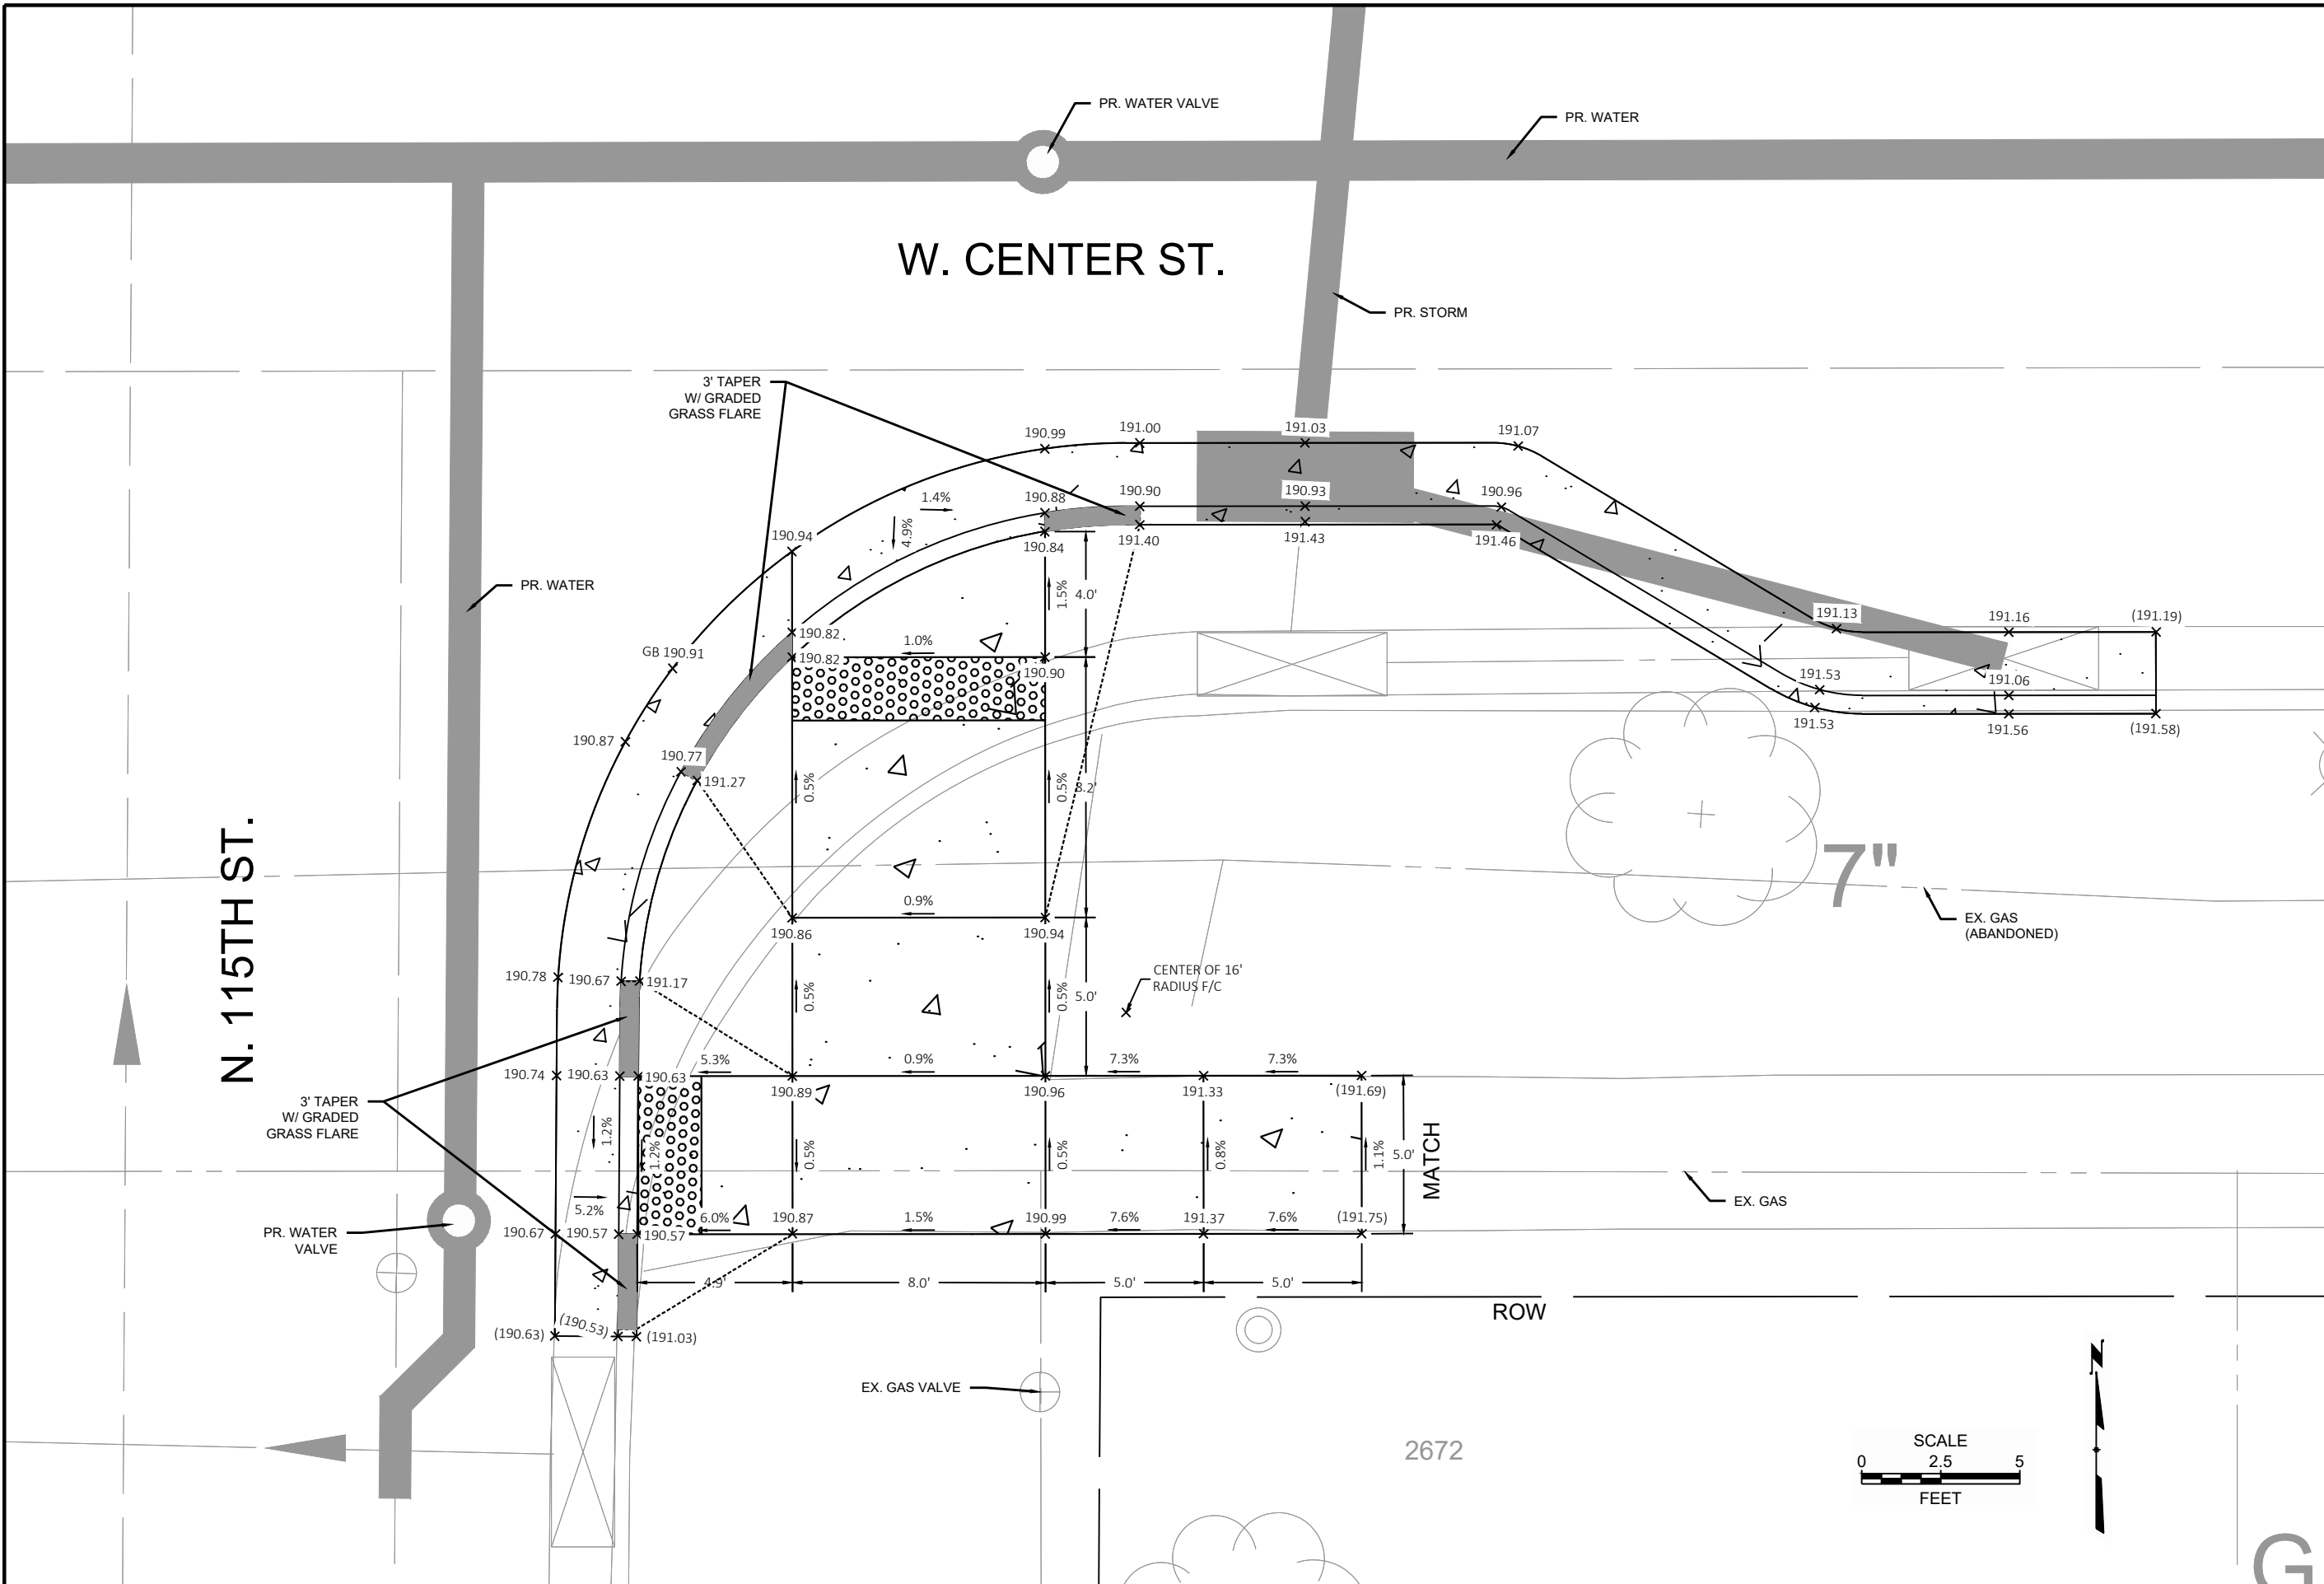 PR. WATER VALVE
PR. WATER
W. CENTER ST.
PR. STORM
3' TAPER
W/ GRADED
GRASS FLARE
190.99
191.00
191.03
191.07
1.4%
190.88
190.90
190.93
190.96
4.9%
190.94
190.84
191.40
191.43
191.46
PR. WATER
1.5%
4.0'
190.82
1.0%
191.13
191.16
(191.19)
GB 190.91
190.82
190.90
191.53
191.06
190.87
191.53
191.56
(191.58)
190.77
191.27
0.5%
0.5%
8.2'
7"
N. 115TH ST.
0.9%
190.86
190.94
EX. GAS
(ABANDONED)
190.78
190.67
191.17
0.5%
0.5%
5.0'
CENTER OF 16'
RADIUS F/C
5.3%
0.9%
7.3%
7.3%
190.74
190.63
190.63
190.89
190.96
191.33
(191.69)
3' TAPER
W/ GRADED
GRASS FLARE
1.2%
1.2%
0.5%
0.5%
0.8%
1.1%
5.0'
MATCH
EX. GAS
5.2%
6.0%
190.87
1.5%
190.99
7.6%
191.37
7.6%
(191.75)
PR. WATER
VALVE
190.67
190.57
190.57
4.9'
8.0'
5.0'
5.0'
ROW
(190.63)
(190.53)
(191.03)
N
EX. GAS VALVE
2672
SCALE
0 2.5 5
FEET
G